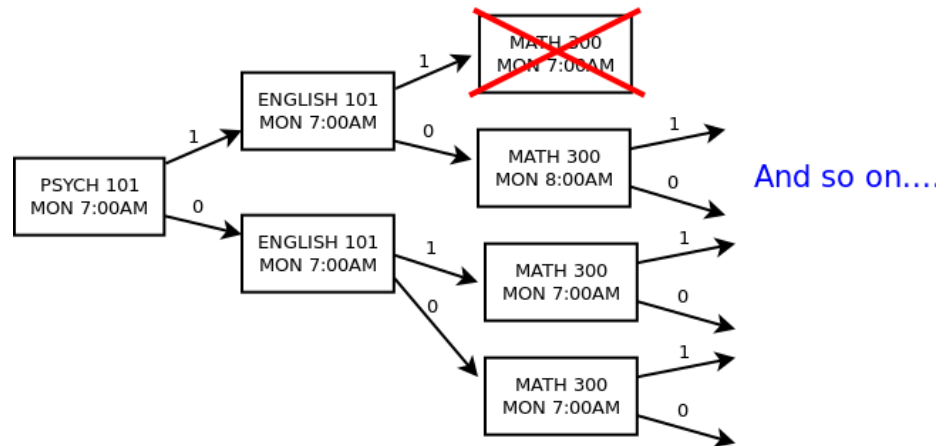 MATH 300
MON 7:00AM
1
ENGLISH 101
MON 7:00AM
1
0
MATH 300
MON 8:00AM
1
0
And so on....
PSYCH 101
MON 7:00AM
0
ENGLISH 101
MON 7:00AM
1
0
MATH 300
MON 7:00AM
1
0
MATH 300
MON 7:00AM
1
0